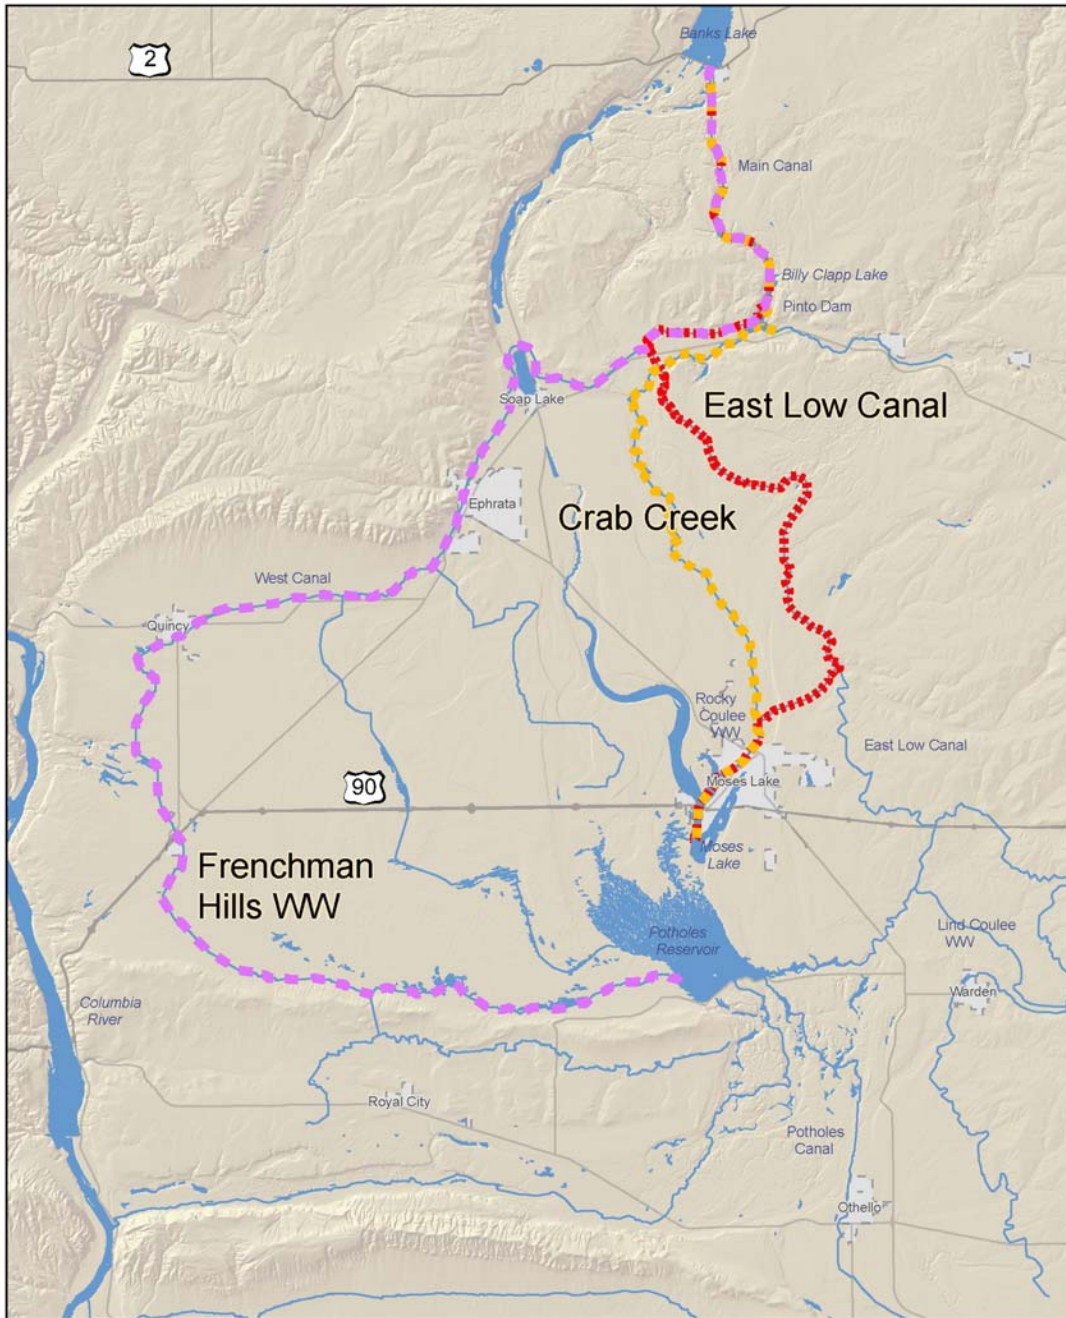 Banks Lake
2
Main Canal
Billy Clapp Lake
Pinto Dam
Soap Lake
East Low Canal
Ephrata
Crab Creek
West Canal
Quincy
Rocky
Coulee
WW
East Low Canal
Moses Lake
90
Moses
Lake
Frenchman
Hills WW
Potholes
Reservoir
Lind Coulee
WW
Warden
Columbia
River
Royal City
Potholes
Canal
Othello